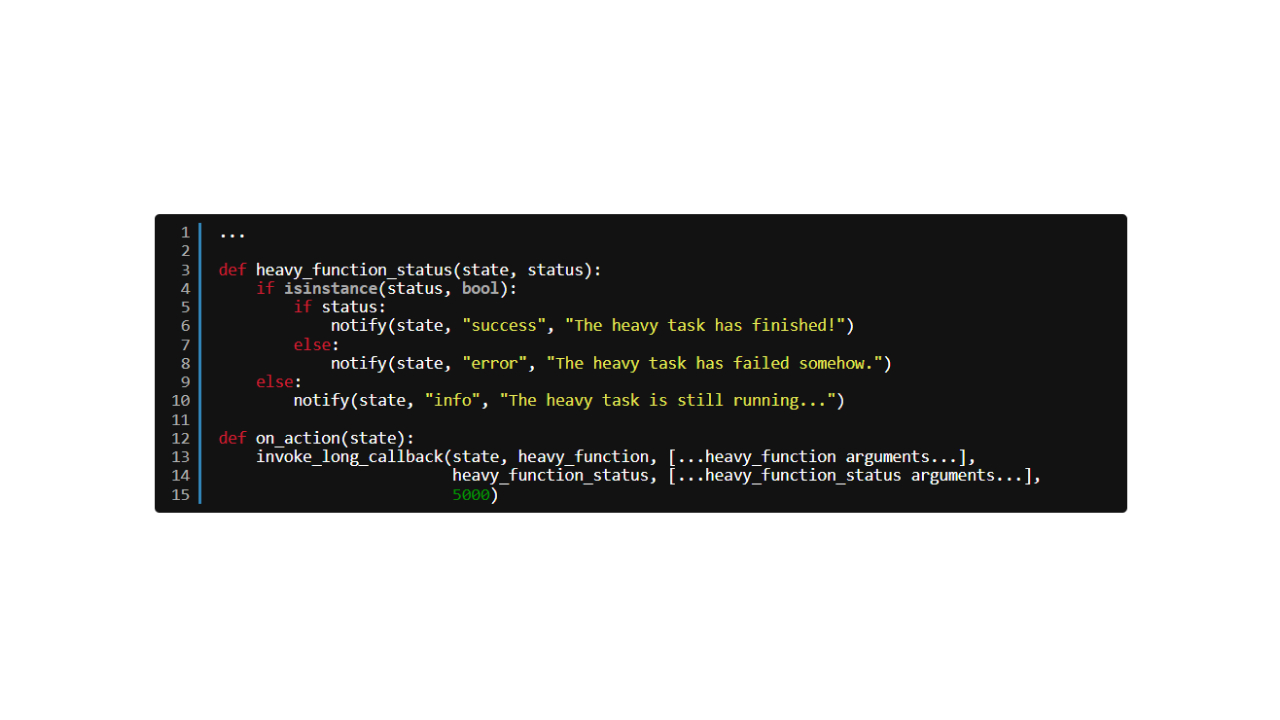 1 ...
2
3 def heavy_function_status(state, status):
4     if isinstance(status, bool):
5         if status:
6             notify(state, "success", "The heavy task has finished!")
7         else:
8             notify(state, "error", "The heavy task has failed somehow.")
9     else:
10         notify(state, "info", "The heavy task is still running...")
11
12 def on_action(state):
13     invoke_long_callback(state, heavy_function, [...heavy_function arguments...],
14                          heavy_function_status, [...heavy_function_status arguments...],
15                          5000)